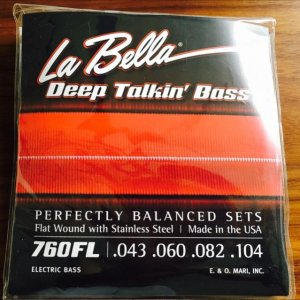 La Bella®
Deep Talkin' Bass
PERFECTLY BALANCED SETS
Flat Wound with Stainless Steel | Made in the USA
760FL | .043 .060 .082 .104
ELECTRIC BASS E. & O. MARI, INC.